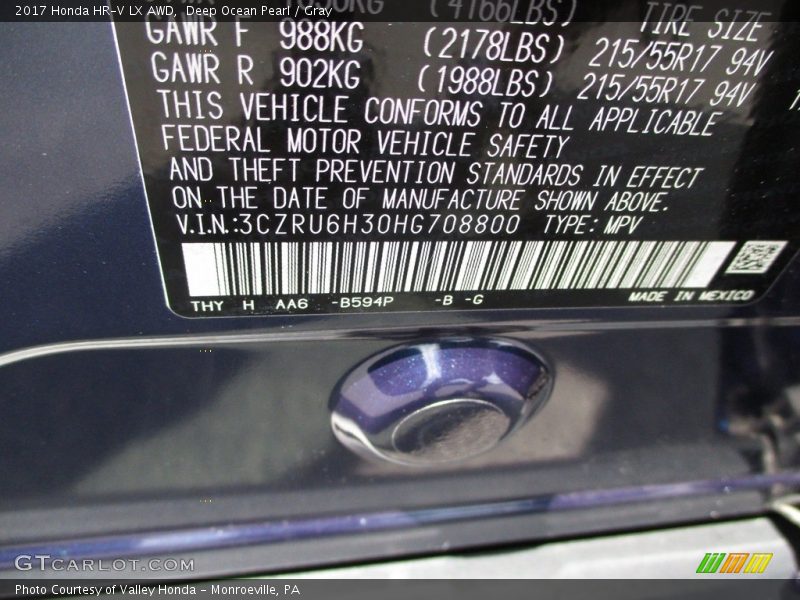 2017 Honda HR-V LX AWD, Deep Ocean Pearl / Gray
(4166LBS) TIRE SIZE
GAWR F 988KG (2178LBS) 215/55R17 94V
GAWR R 902KG (1988LBS) 215/55R17 94V
THIS VEHICLE CONFORMS TO ALL APPLICABLE
FEDERAL MOTOR VEHICLE SAFETY
AND THEFT PREVENTION STANDARDS IN EFFECT
ON THE DATE OF MANUFACTURE SHOWN ABOVE.
V.I.N.:3CZRU6H30HG708800 TYPE: MPV
THY H AA6 -B594P -B -G MADE IN MEXICO
GTCARLOT.COM
Photo Courtesy of Valley Honda - Monroeville, PA